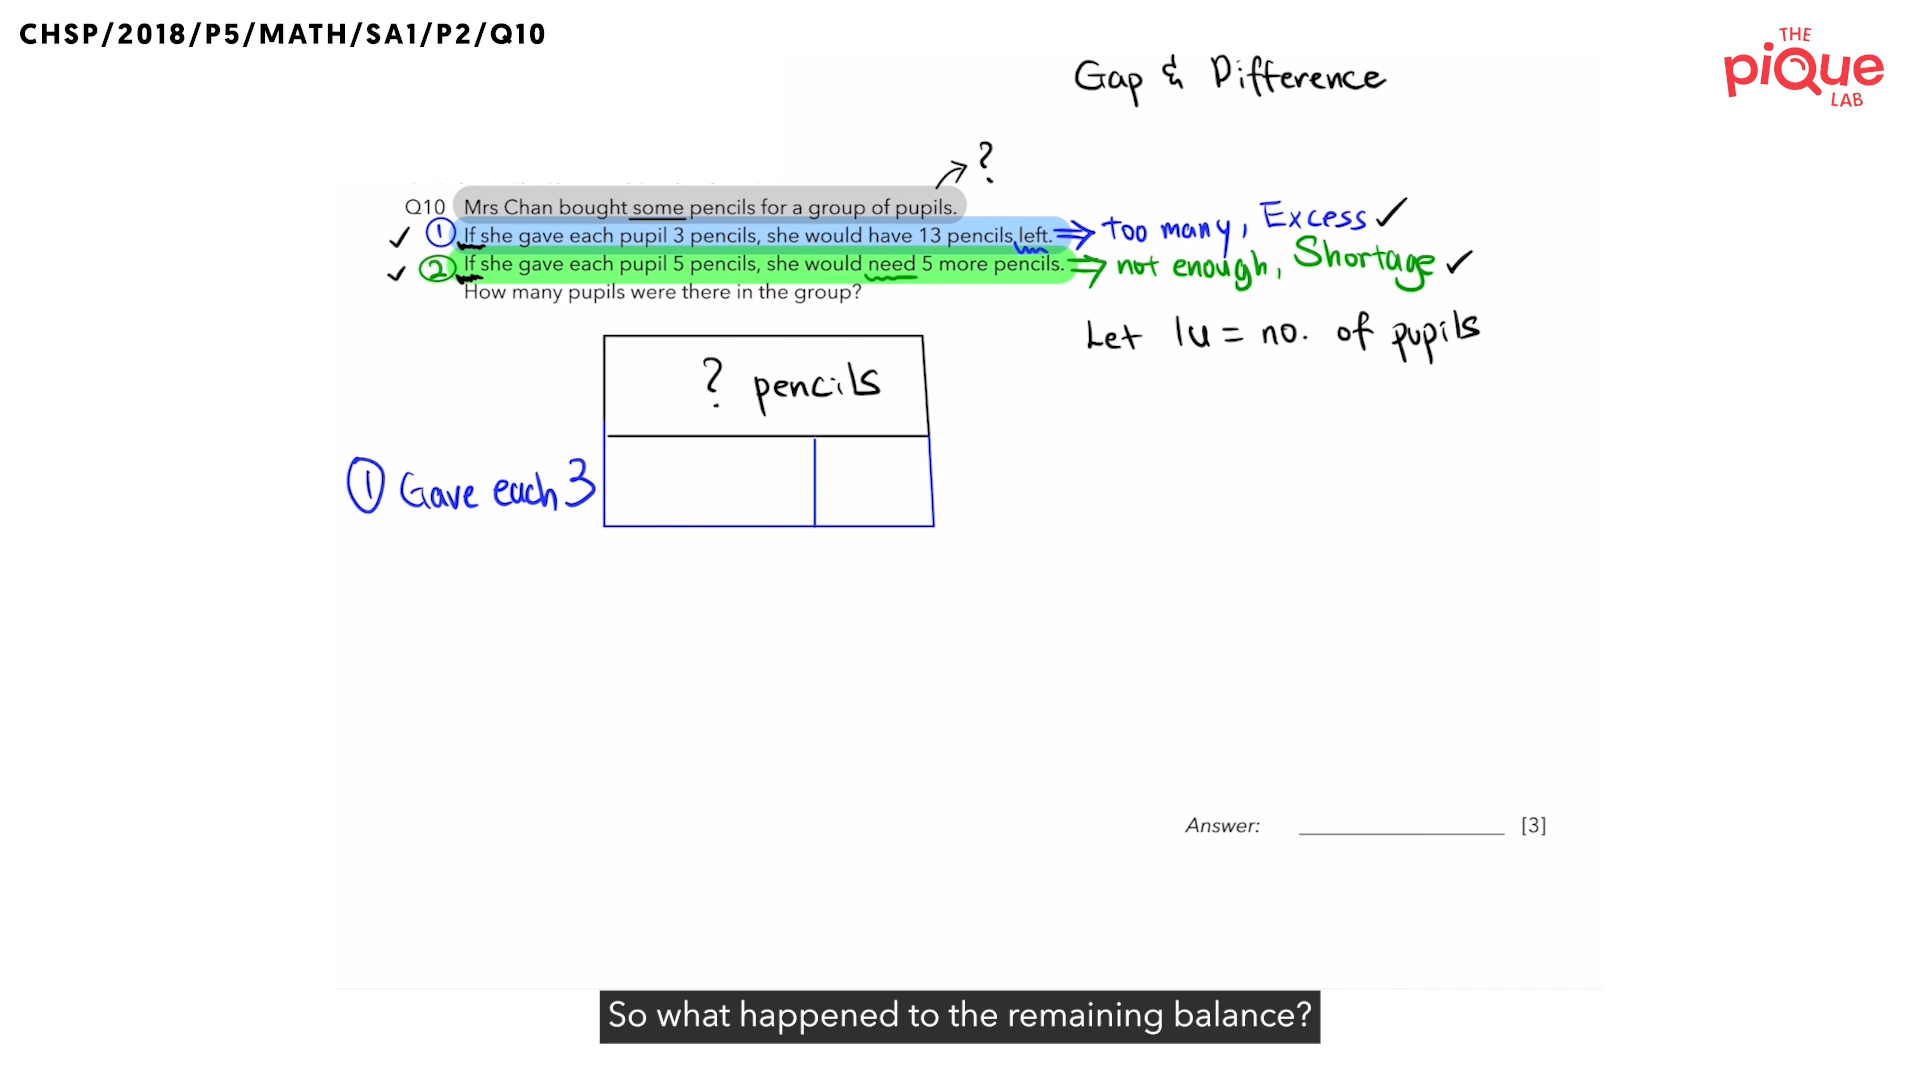 CHSP/2018/P5/MATH/SA1/P2/Q10
THE
piQue
LAB
Gap & Difference
?
Q10 Mrs Chan bought some pencils for a group of pupils.
① If she gave each pupil 3 pencils, she would have 13 pencils left. ⇒ too many, Excess ✓
② If she gave each pupil 5 pencils, she would need 5 more pencils. ⇒ not enough, Shortage ✓
How many pupils were there in the group?
Let 1u = no. of pupils
? pencils
① Gave each 3
Answer: ____________ [3]
So what happened to the remaining balance?